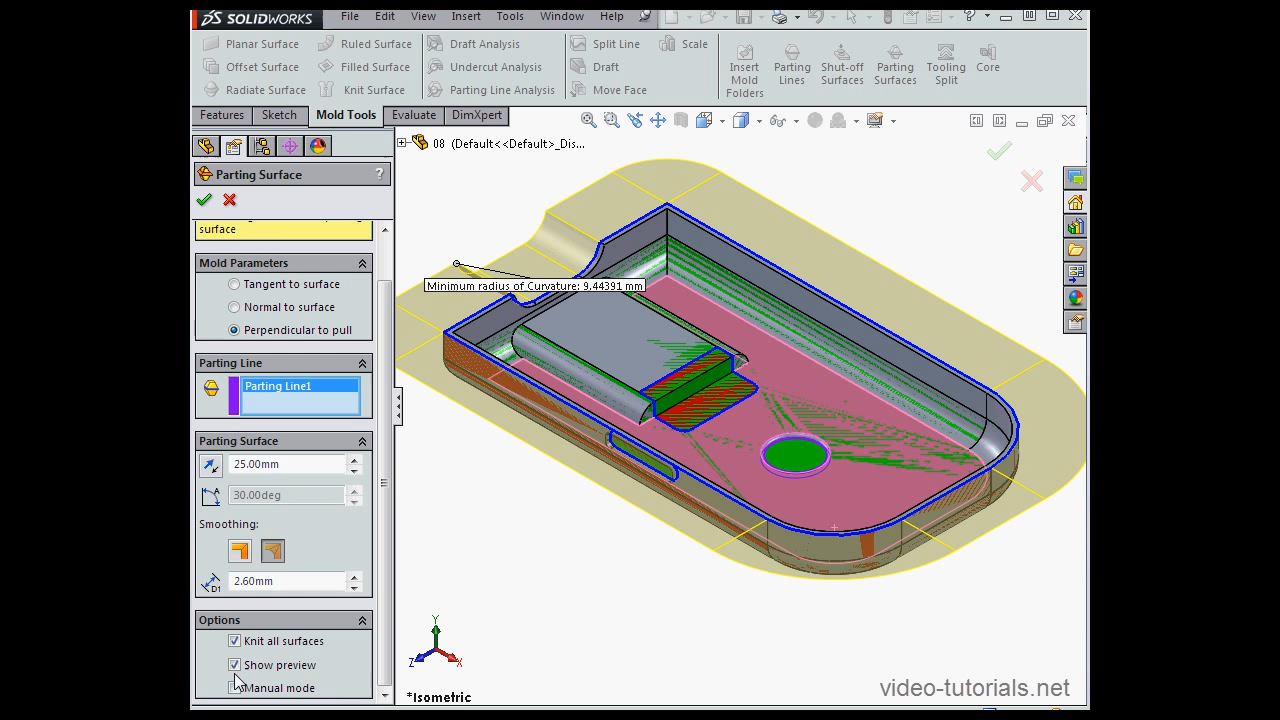 SOLIDWORKS File Edit View Insert Tools Window Help ?
Planar Surface Ruled Surface Draft Analysis Split Line Scale
Offset Surface Filled Surface Undercut Analysis Draft
Radiate Surface Knit Surface Parting Line Analysis Move Face
Insert Mold Folders
Parting Lines
Shut-off Surfaces
Parting Surfaces
Tooling Split
Core
Features Sketch Mold Tools Evaluate DimXpert
08 (Default<<Default>_Dis...
Parting Surface ?
surface
Mold Parameters
Tangent to surface
Normal to surface
Perpendicular to pull
Parting Line
Parting Line1
Parting Surface
25.00mm
30.00deg
Smoothing:
D1 2.60mm
Options
Knit all surfaces
Show preview
Manual mode
Minimum radius of Curvature: 9.44391 mm
Y
Z
X
*Isometric
video-tutorials.net